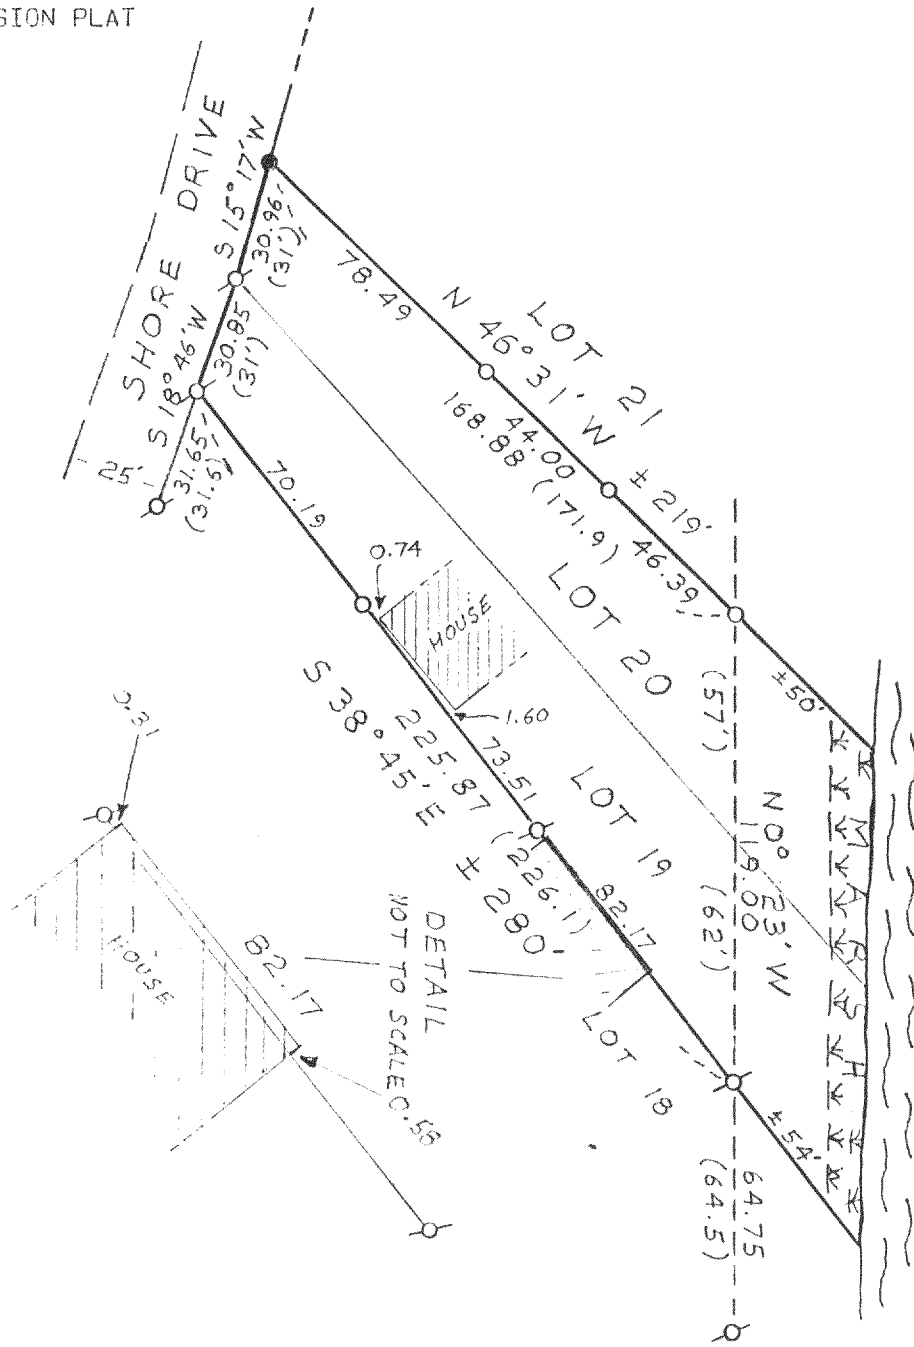 SION PLAT
SHORE DRIVE
S 15° 17' W
30.96
(31')
S 18° 46' W
30.85
(31')
31.65
(31.5)
25'
78.49
N 46° 31' W
LOT 21
44.00
168.88 (171.9)
± 219'
46.39
± 50'
LOT 20
(57')
70.19
0.74
HOUSE
1.60
S 38° 45' E
225.87 (226.1)
± 280'
73.51
LOT 19
82.17
N 0° 23' W
119.00
(62')
MARSH
LOT 18
± 54'
64.75
(64.5)
DETAIL
NOT TO SCALE
82.17
HOUSE
0.58